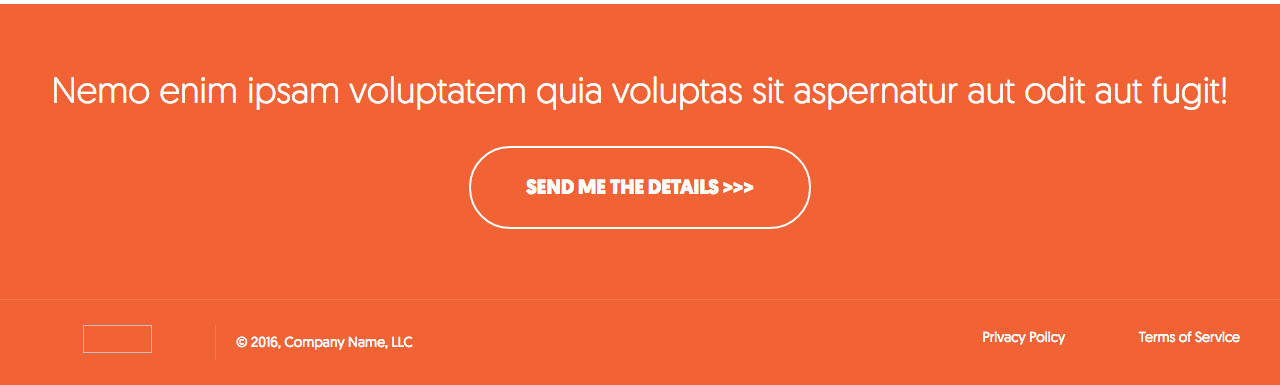 Nemo enim ipsam voluptatem quia voluptas sit aspernatur aut odit aut fugit!
SEND ME THE DETAILS >>>
© 2016, Company Name, LLC
Privacy Policy
Terms of Service